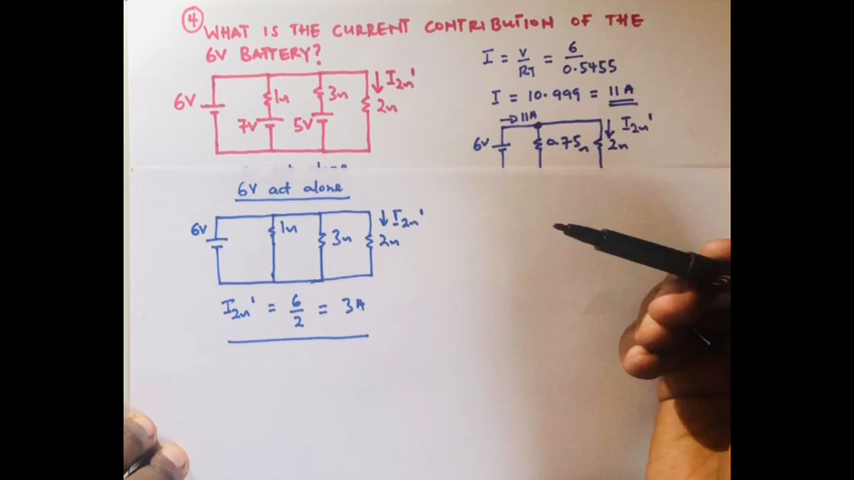 ④ WHAT IS THE CURRENT CONTRIBUTION OF THE
6V BATTERY?
6V 1Ω 3Ω ↓ I2Ω' 2Ω
7V 5V
6V act alone
6V 1Ω 3Ω ↓ I2Ω' 2Ω
I2Ω' = 6/2 = 3A
I = V/RT = 6/0.5455
I = 10.999 = 11A
→ 11A
6V 0.75Ω ↓ I2Ω' 2Ω